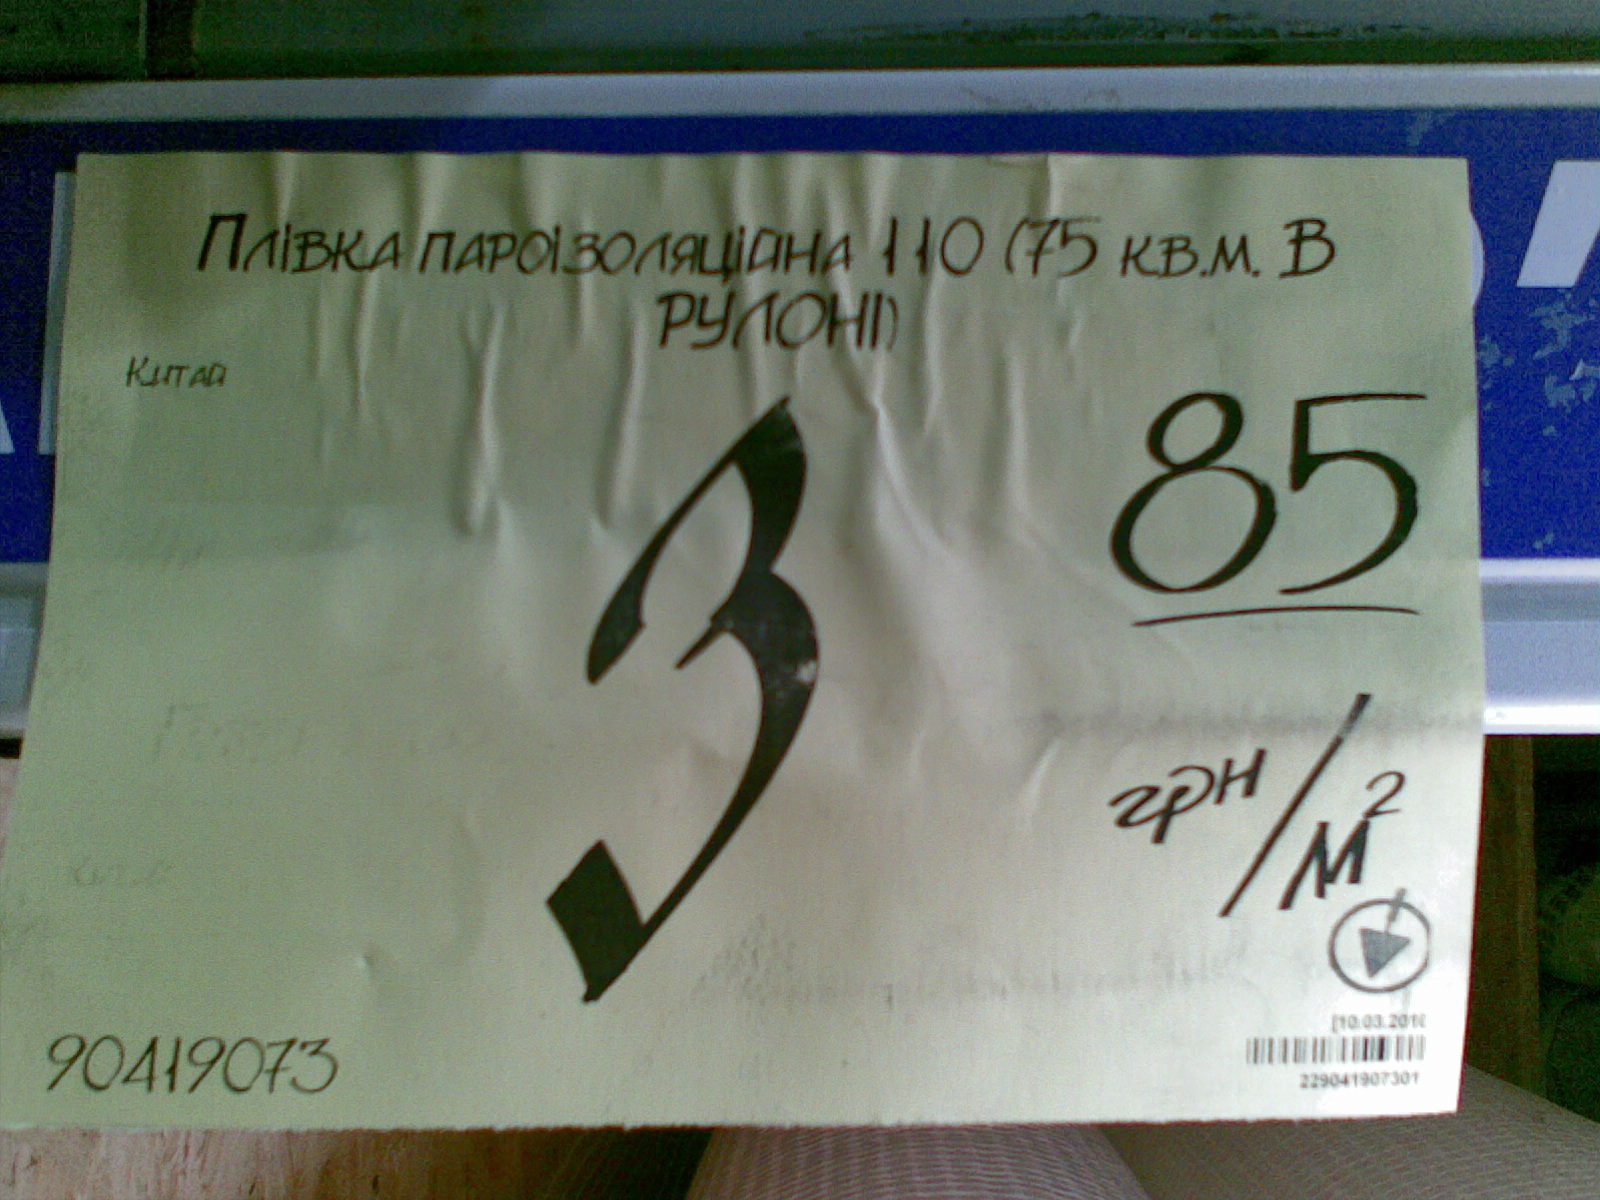 Плівка пароізоляційна 110 (75 кв.м. в
рулоні)
Китай
3 85
грн/м²
90419073
[10.03.2010
229041907301